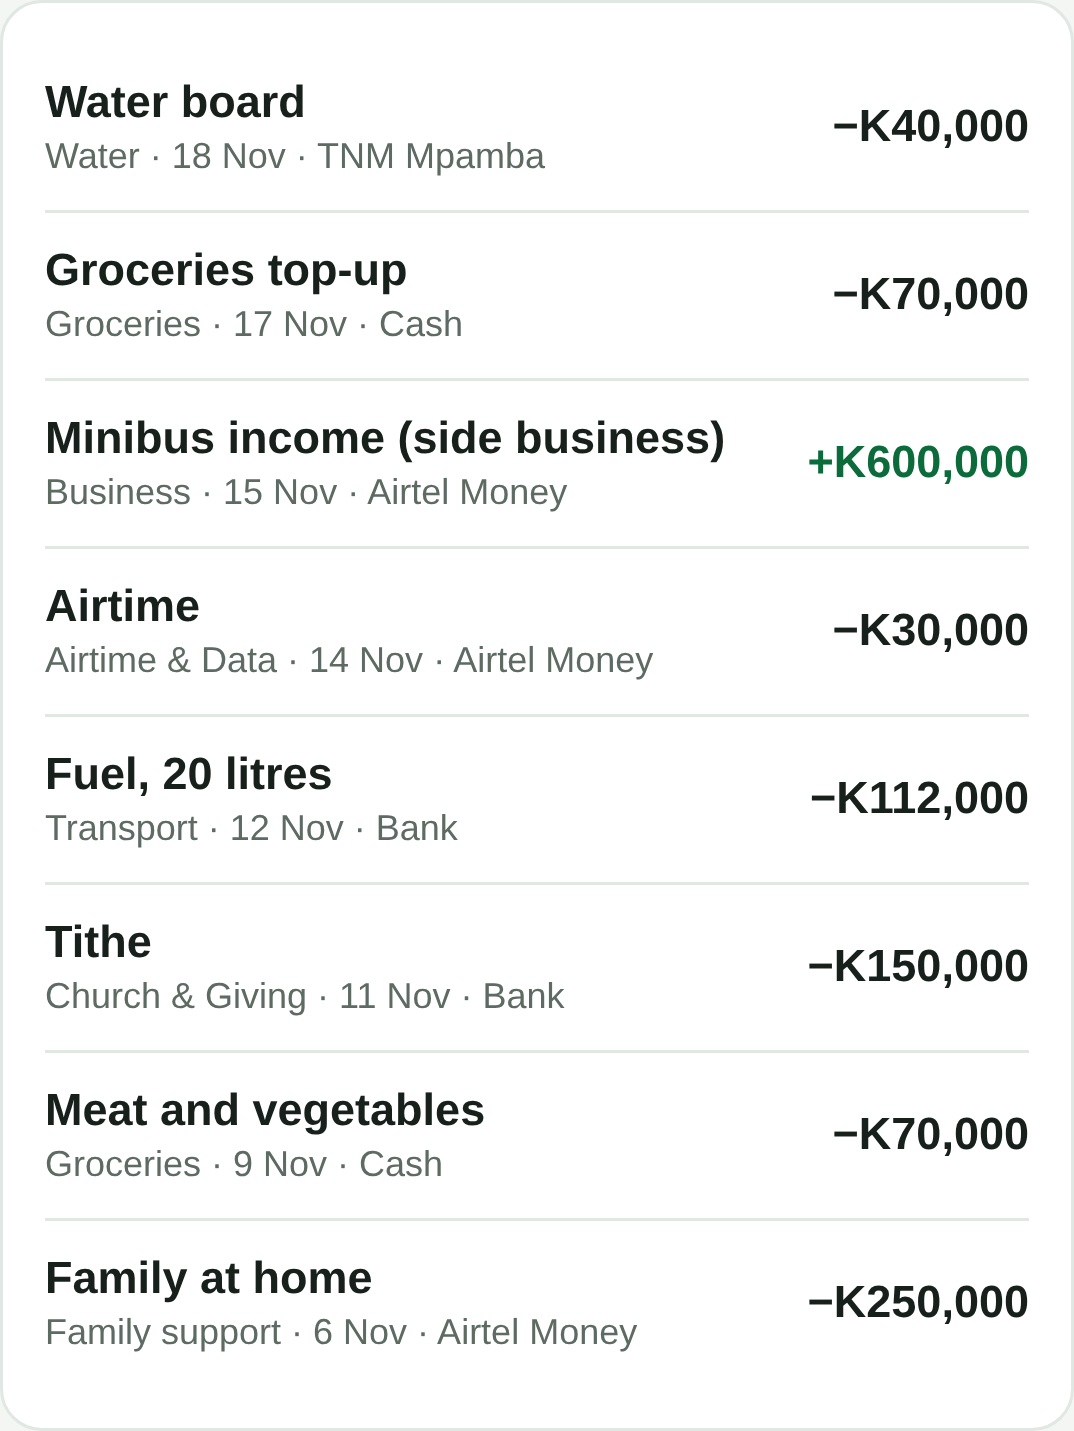 Water board
−K40,000
Water · 18 Nov · TNM Mpamba
Groceries top-up
−K70,000
Groceries · 17 Nov · Cash
Minibus income (side business)
+K600,000
Business · 15 Nov · Airtel Money
Airtime
−K30,000
Airtime & Data · 14 Nov · Airtel Money
Fuel, 20 litres
−K112,000
Transport · 12 Nov · Bank
Tithe
−K150,000
Church & Giving · 11 Nov · Bank
Meat and vegetables
−K70,000
Groceries · 9 Nov · Cash
Family at home
−K250,000
Family support · 6 Nov · Airtel Money